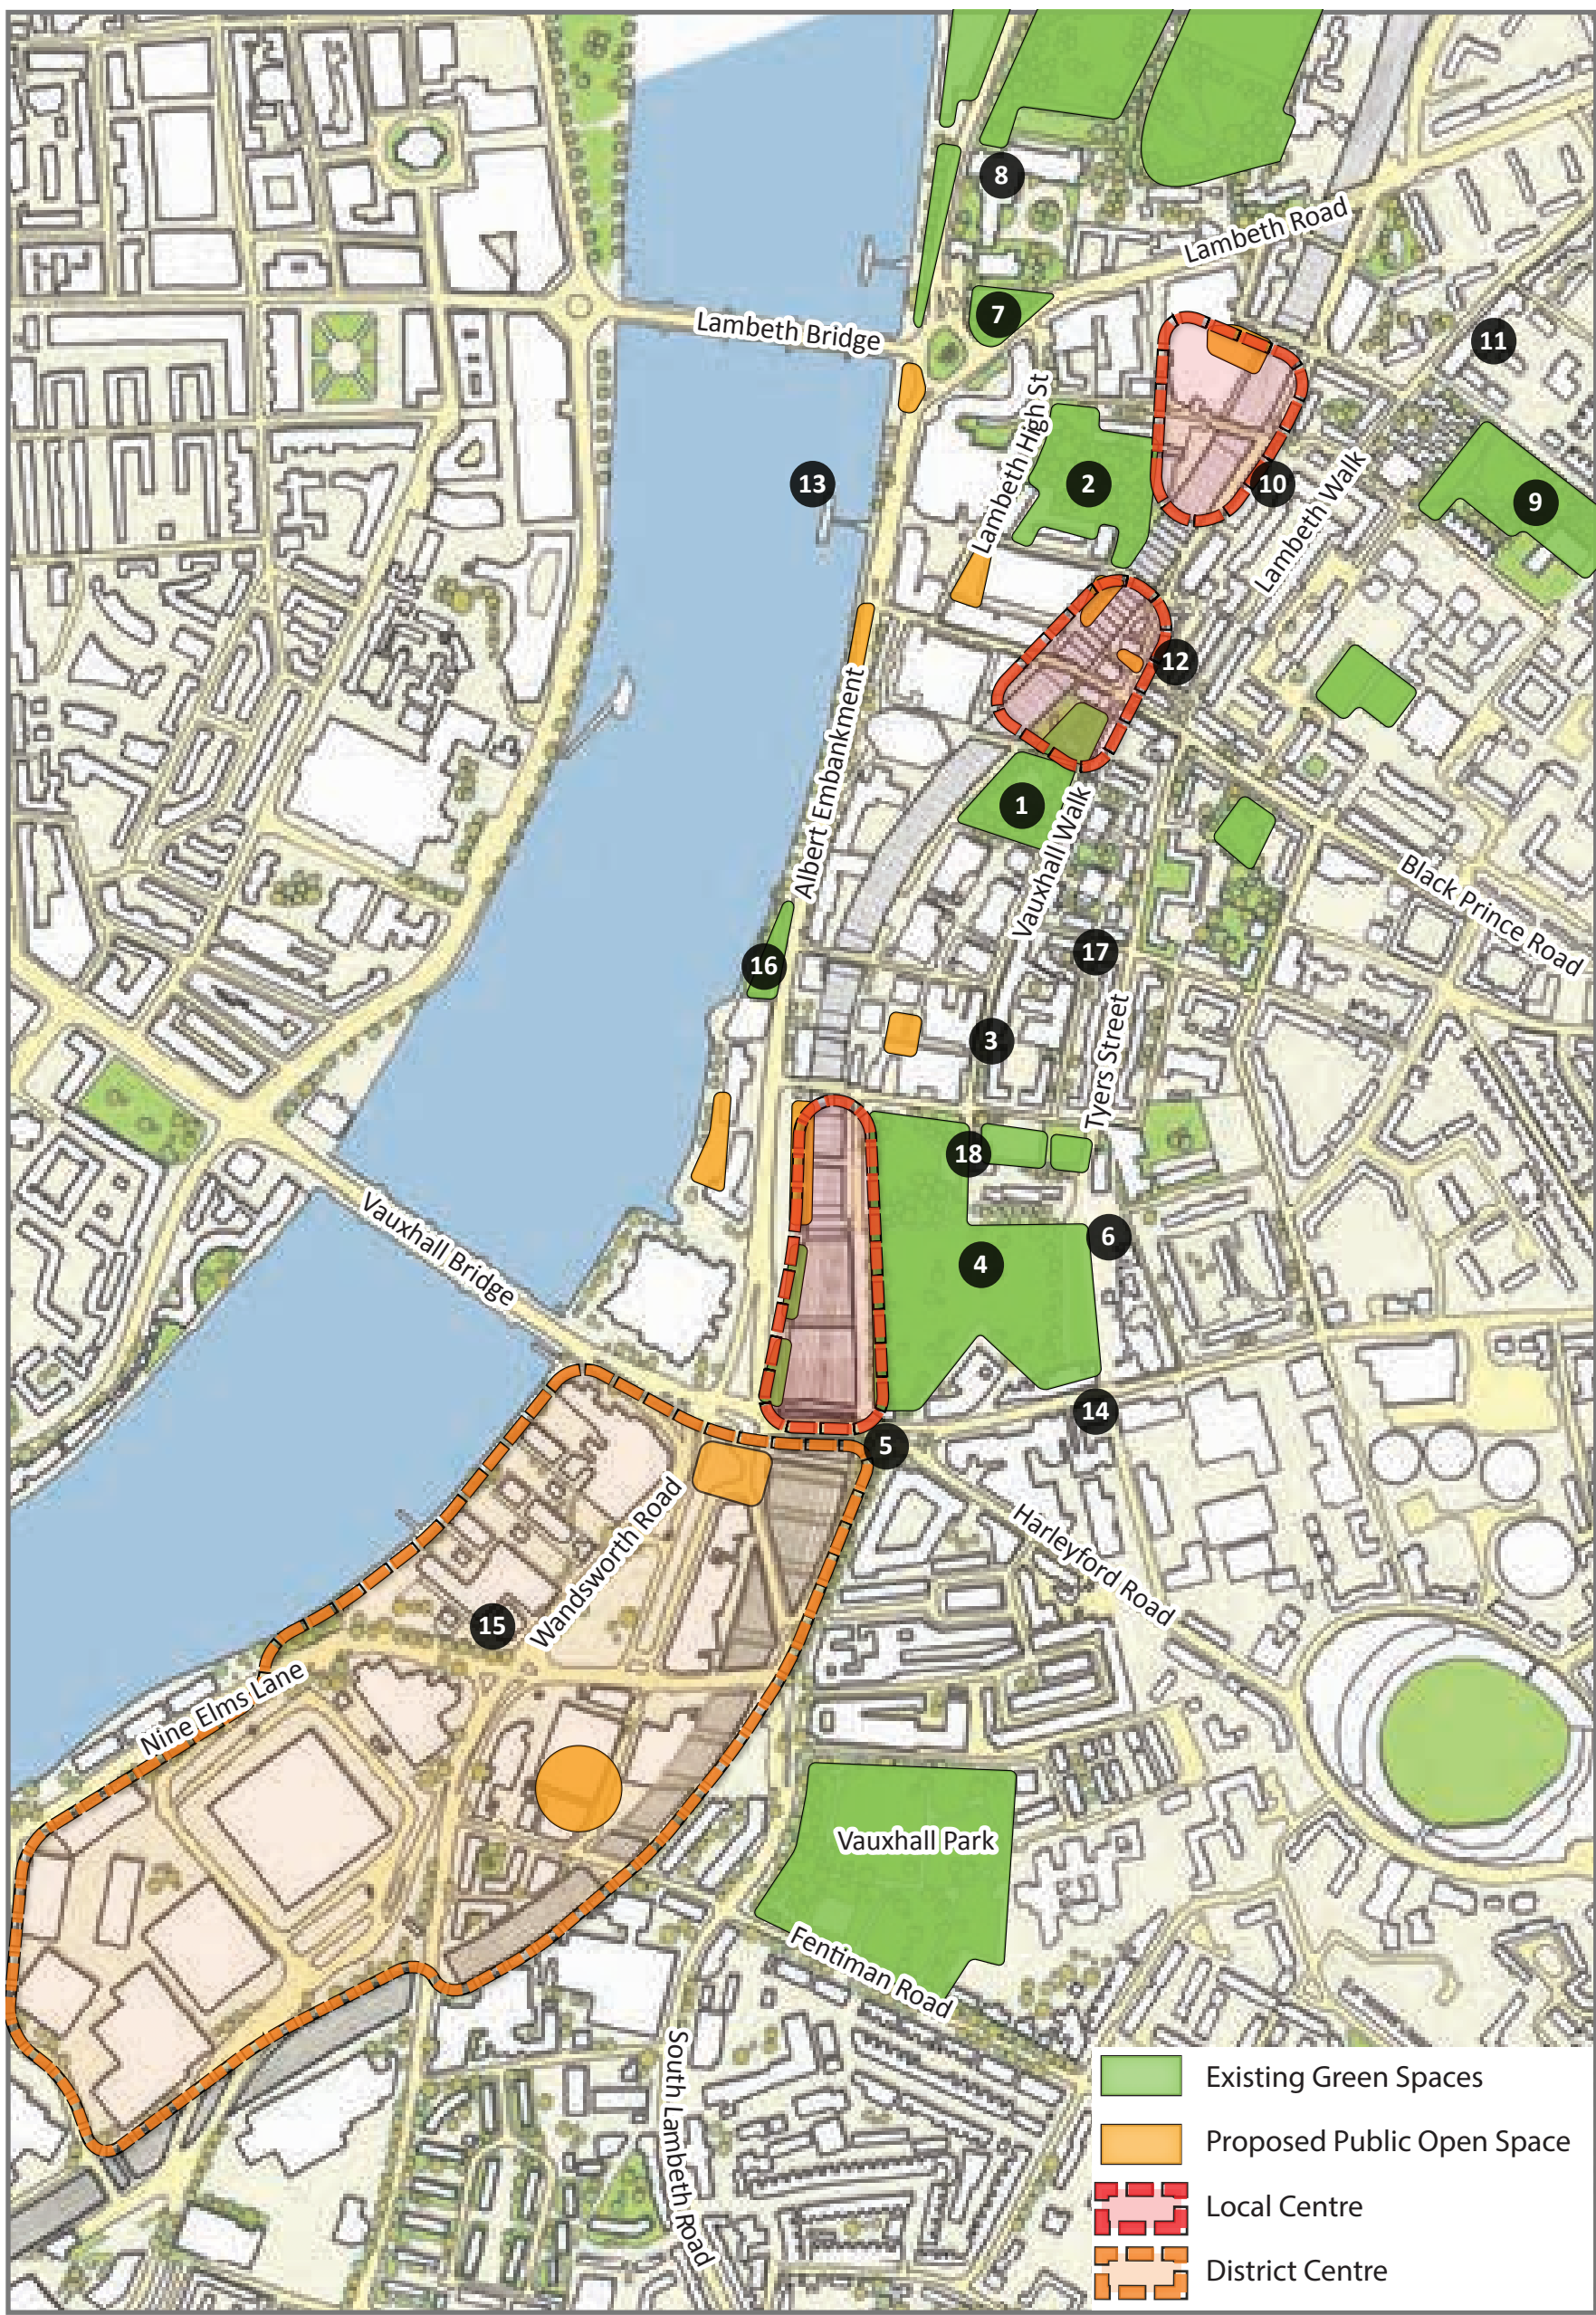 8
Lambeth Road
7
Lambeth Bridge
11
Lambeth High St
13
2
10
9
Lambeth Walk
12
Albert Embankment
1
Vauxhall Walk
Black Prince Road
16
17
3
Tyers Street
18
Vauxhall Bridge
6
4
14
5
Wandsworth Road
Harleyford Road
15
Nine Elms Lane
Vauxhall Park
Fentiman Road
South Lambeth Road
Existing Green Spaces
Proposed Public Open Space
Local Centre
District Centre